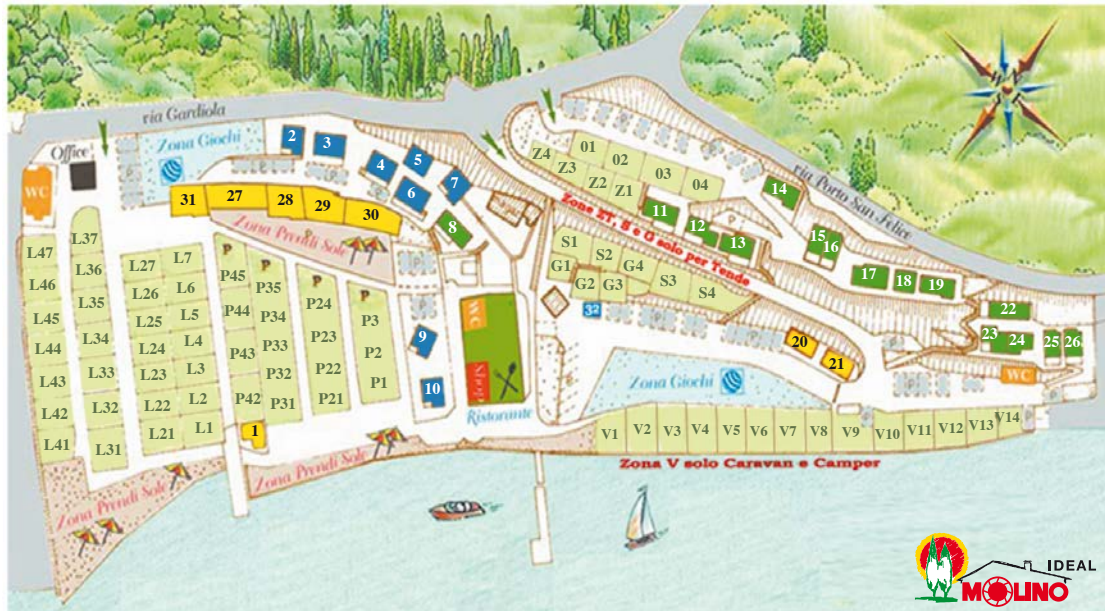 via Gardiola
Office
WC
Zona Giochi
2
3
4
5
6
7
8
31
27
28
29
30
Zona Prendi Sole
Z4
Z3
Z2
Z1
01
02
03
04
11
12
13
14
15
16
17
18
19
via Porto San Felice
Zone ZT, S e G solo per Tende
S1
S2
S3
S4
G1
G2
G3
G4
32
20
21
22
23
24
25
26
WC
L47
L46
L45
L44
L43
L42
L41
L37
L36
L35
L34
L33
L32
L31
L27
L26
L25
L24
L23
L22
L21
L7
L6
L5
L4
L3
L2
L1
P
P45
P44
P43
P42
1
P
P35
P34
P33
P32
P31
P
P24
P23
P22
P21
P
P3
P2
P1
9
10
WC
Shop
Ristorante
Zona Giochi
V1
V2
V3
V4
V5
V6
V7
V8
V9
V10
V11
V12
V13
V14
Zona V solo Caravan e Camper
Zona Prendi Sole
Zona Prendi Sole
IDEAL
MOLINO